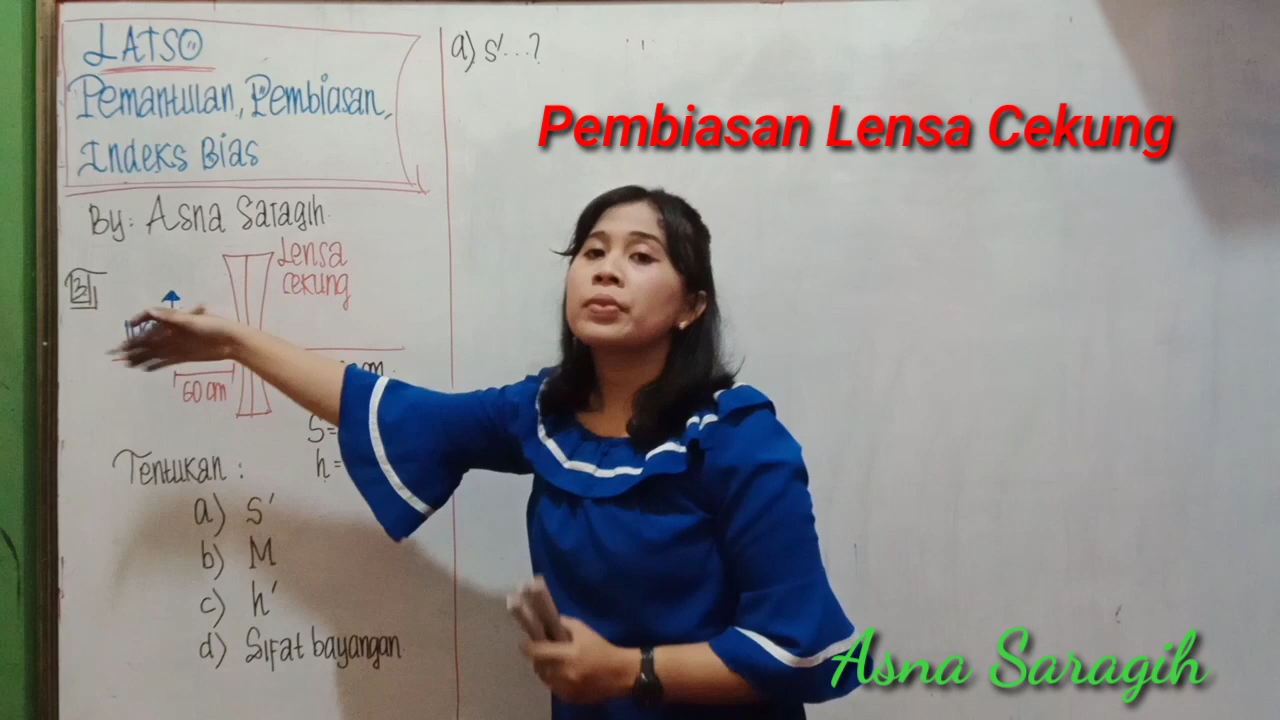 LATSO
Pemantulan, Pembiasan,
Indeks Bias
By: Asna Saragih
Lensa
cekung
cm
S=
h=
Tentukan :
a) S'
b) M
c) h'
d) Sifat bayangan
a) S'...?
Pembiasan Lensa Cekung
Asna Saragih